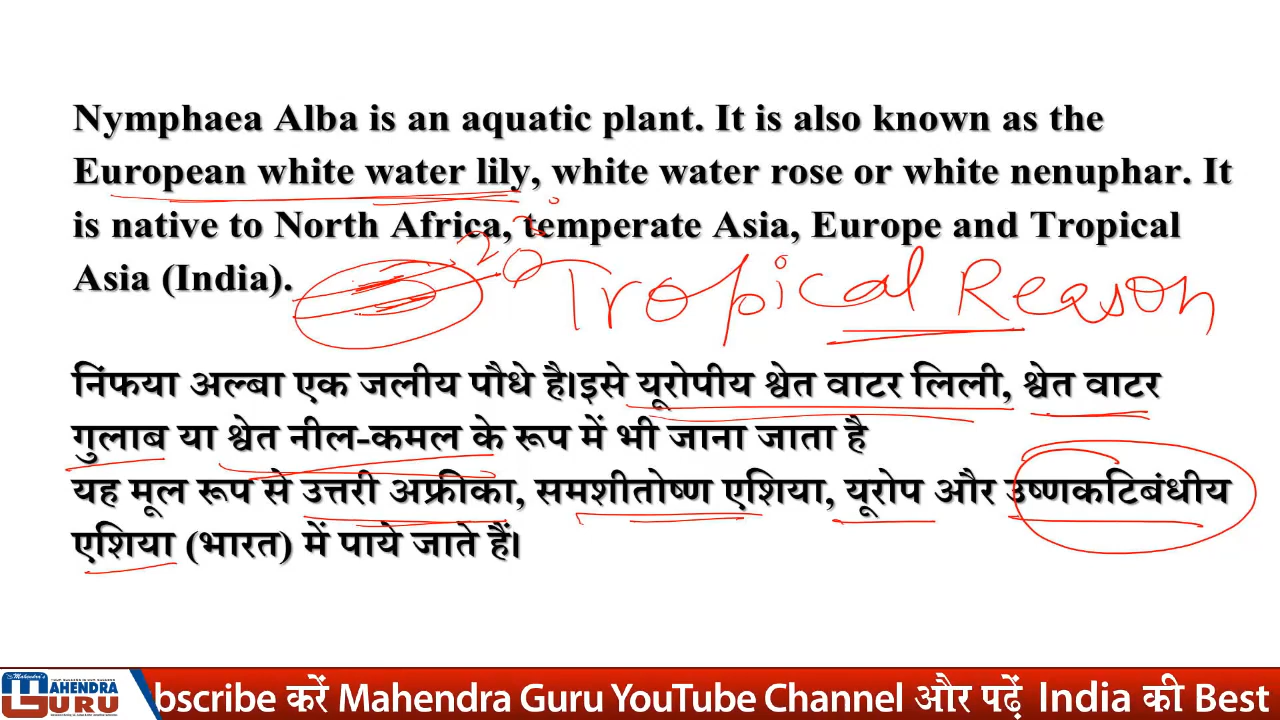 Nymphaea Alba is an aquatic plant. It is also known as the
European white water lily, white water rose or white nenuphar. It
is native to North Africa, temperate Asia, Europe and Tropical
Asia (India).
Tropical Reason
निंफया अल्बा एक जलीय पौधे है।इसे यूरोपीय श्वेत वाटर लिली, श्वेत वाटर
गुलाब या श्वेत नील-कमल के रूप में भी जाना जाता है
यह मूल रूप से उत्तरी अफ्रीका, समशीतोष्ण एशिया, यूरोप और उष्णकटिबंधीय
एशिया (भारत) में पाये जाते हैं।
Mahendra's
MAHENDRA
GURU
bscribe करें Mahendra Guru YouTube Channel और पढ़ें India की Best